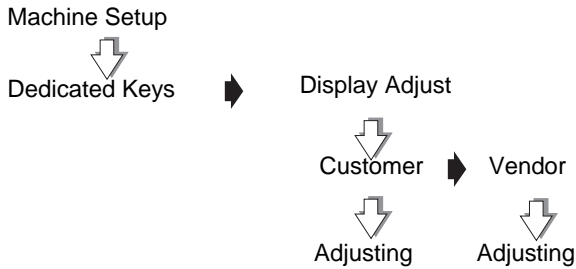 Machine Setup
Dedicated Keys
Display Adjust
Customer
Vendor
Adjusting
Adjusting